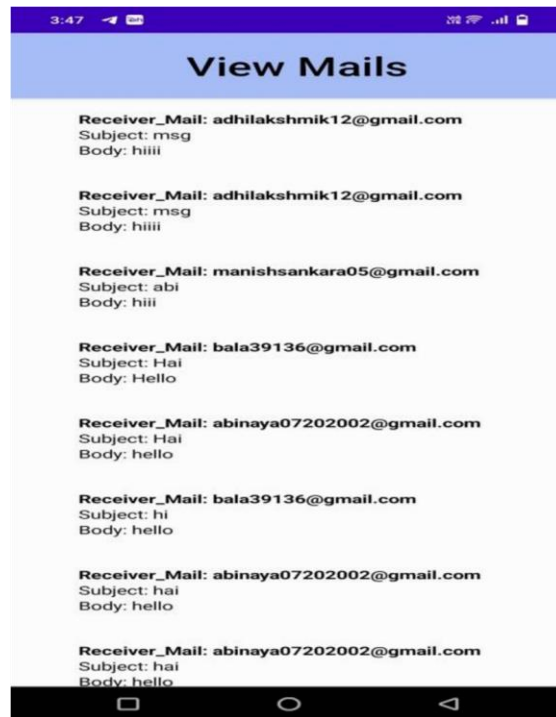 3:47
View Mails
Receiver_Mail: adhilakshmik12@gmail.com
Subject: msg
Body: hiiii
Receiver_Mail: adhilakshmik12@gmail.com
Subject: msg
Body: hiiii
Receiver_Mail: manishsankara05@gmail.com
Subject: abi
Body: hiii
Receiver_Mail: bala39136@gmail.com
Subject: Hai
Body: Hello
Receiver_Mail: abinaya07202002@gmail.com
Subject: Hai
Body: hello
Receiver_Mail: bala39136@gmail.com
Subject: hi
Body: hello
Receiver_Mail: abinaya07202002@gmail.com
Subject: hai
Body: hello
Receiver_Mail: abinaya07202002@gmail.com
Subject: hai
Body: hello